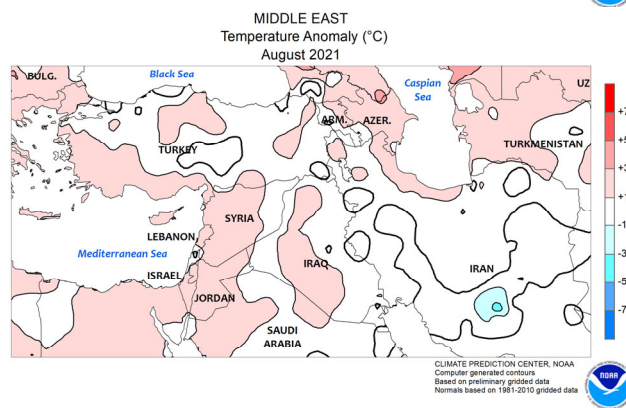 MIDDLE EAST
Temperature Anomaly (°C)
August 2021
BULG.
Black Sea
Caspian
Sea
UZ
ARM.
AZER.
TURKEY
TURKMENISTAN
SYRIA
LEBANON
Mediterranean Sea
IRAQ
IRAN
ISRAEL
JORDAN
SAUDI
ARABIA
+7
+5
+3
+1
-1
-3
-5
-7
CLIMATE PREDICTION CENTER, NOAA
Computer generated contours
Based on preliminary gridded data
Normals based on 1981-2010 gridded data
NOAA